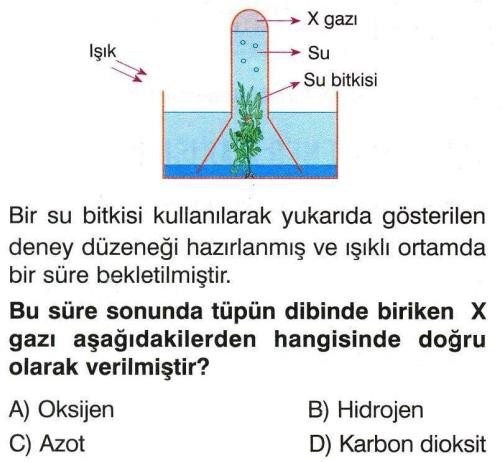 Işık
X gazı
Su
Su bitkisi
Bir su bitkisi kullanılarak yukarıda gösterilen
deney düzeneği hazırlanmış ve ışıklı ortamda
bir süre bekletilmiştir.
Bu süre sonunda tüpün dibinde biriken X
gazı aşağıdakilerden hangisinde doğru
olarak verilmiştir?
A) Oksijen B) Hidrojen
C) Azot D) Karbon dioksit